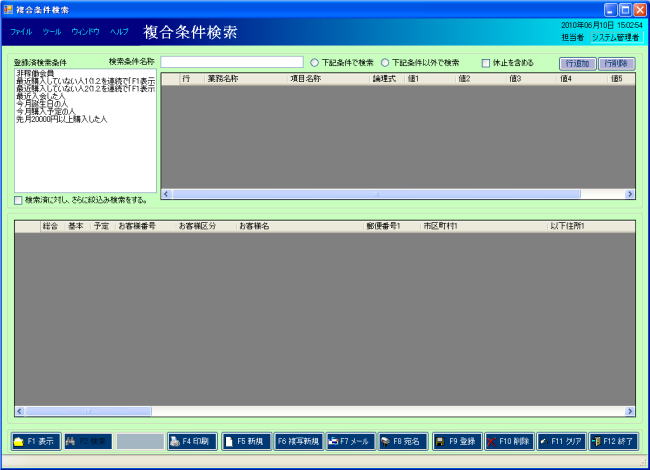 複合条件検索
ファイル ツール ウィンドウ ヘルプ 複合条件検索
2010年06月10日 15:02:54
担当者 システム管理者
登録済検索条件 検索条件名称 下記条件で検索 下記条件以外で検索 休止を含める 行追加 行削除
非稼働会員
最近購入していない人1(1.2を連続で「F1表示
最近購入していない人2(1.2を連続で「F1表示
最近入会した人
今月誕生日の人
今月購入予定の人
先月20000円以上購入した人
行 業務名称 項目名称 論理式 値1 値2 値3 値4 値5
検索済に対し、さらに絞込み検索をする。
総合 基本 予定 お客様番号 お客様区分 お客様名 郵便番号1 市区町村1 以下住所1
F1 表示 F2 検索 F4 印刷 F5 新規 F6 複写新規 F7 メール F8 宛名 F9 登録 F10 削除 F11 クリア F12 終了